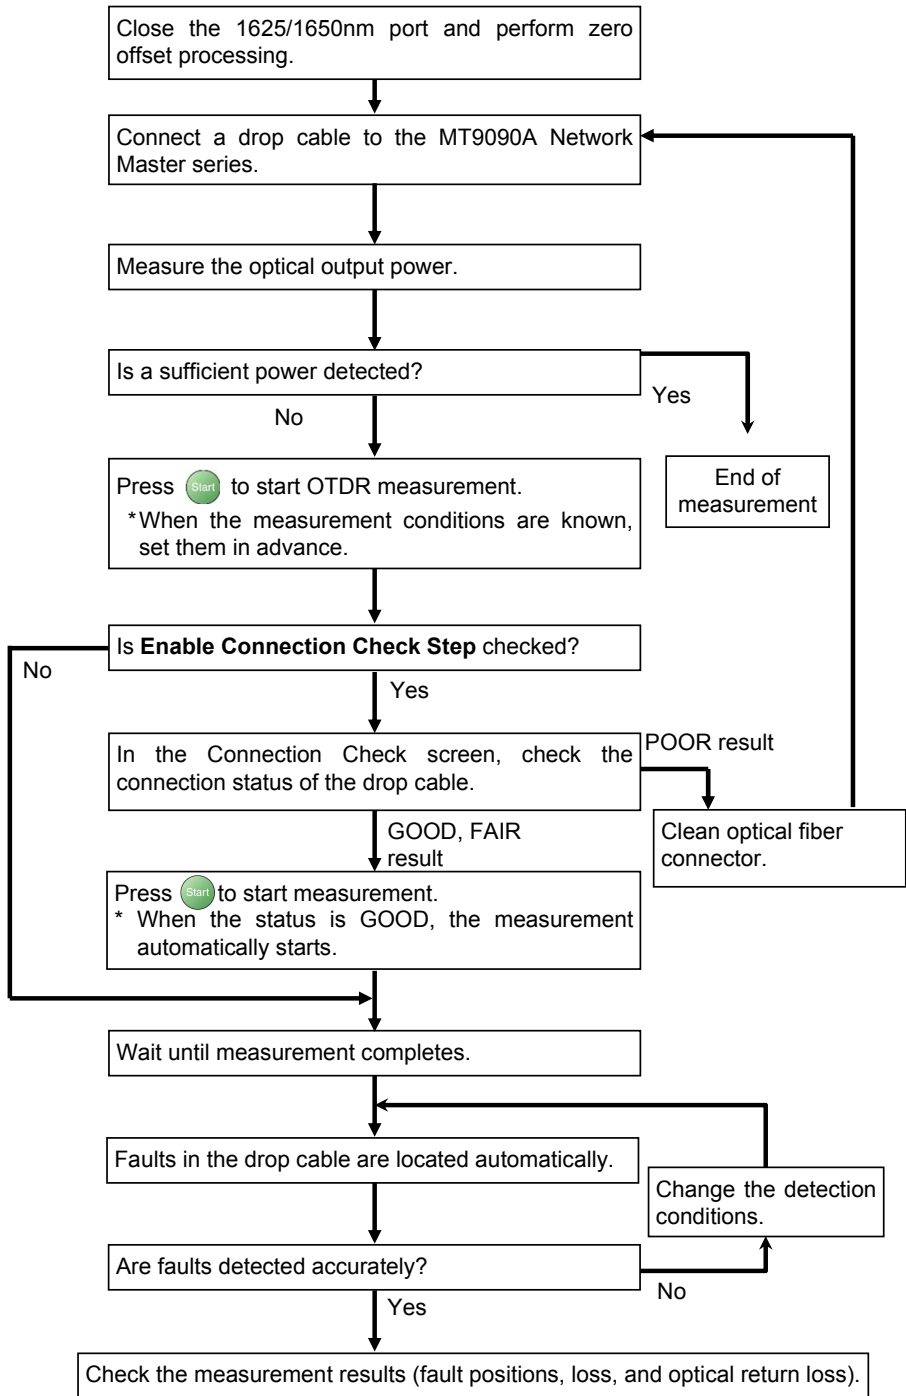 Close the 1625/1650nm port and perform zero
offset processing.
Connect a drop cable to the MT9090A Network
Master series.
Measure the optical output power.
Is a sufficient power detected?
Yes
No
End of
measurement
Press Start to start OTDR measurement.
*When the measurement conditions are known,
set them in advance.
Is Enable Connection Check Step checked?
No
Yes
In the Connection Check screen, check the
connection status of the drop cable.
POOR result
GOOD, FAIR
result
Clean optical fiber
connector.
Press Start to start measurement.
* When the status is GOOD, the measurement
automatically starts.
Wait until measurement completes.
Faults in the drop cable are located automatically.
Change the detection
conditions.
Are faults detected accurately?
No
Yes
Check the measurement results (fault positions, loss, and optical return loss).